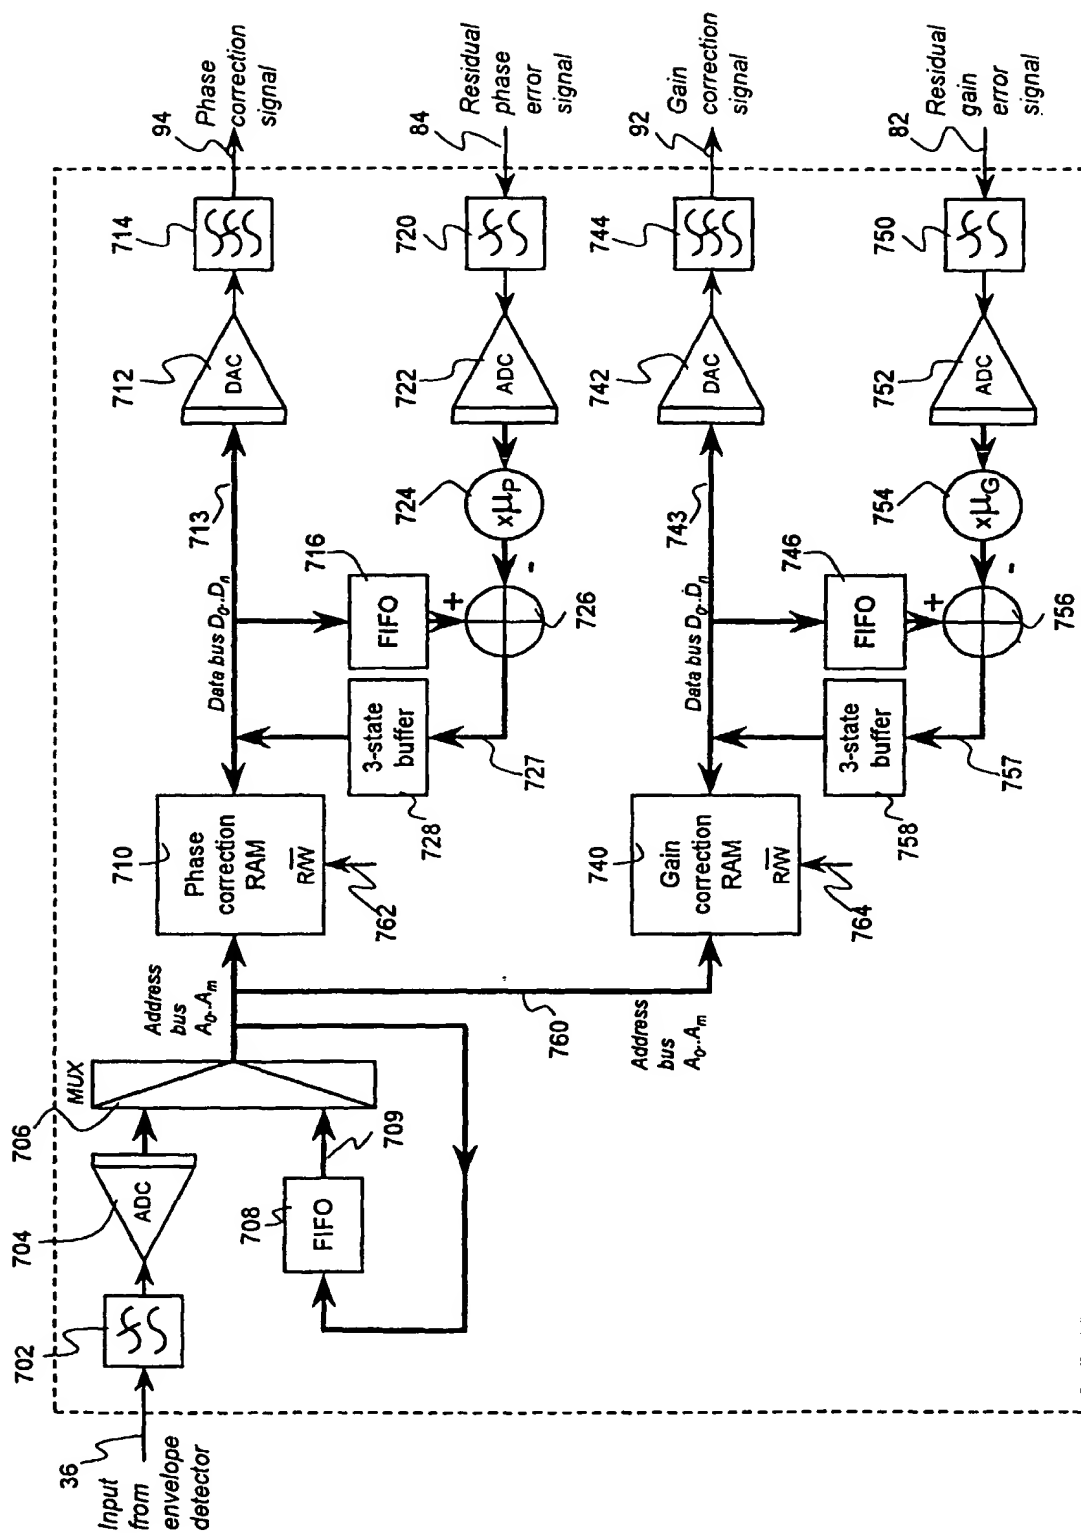 Input
from
envelope
detector
36
702
704
ADC
706
MUX
708
FIFO
709
Address
bus
A0..Am
760
Address
bus
A0..Am
710
Phase
correction
RAM
R/W
762
Data bus D0..Dn
713
712
DAC
714
94
Phase
correction
signal
716
FIFO
+
-
726
3-state
buffer
728
727
724
xμP
722
ADC
720
84
Residual
phase
error
signal
740
Gain
correction
RAM
R/W
764
Data bus D0..Dn
743
742
DAC
744
92
Gain
correction
signal
746
FIFO
+
-
756
3-state
buffer
758
757
754
xμG
752
ADC
750
82
Residual
gain
error
signal